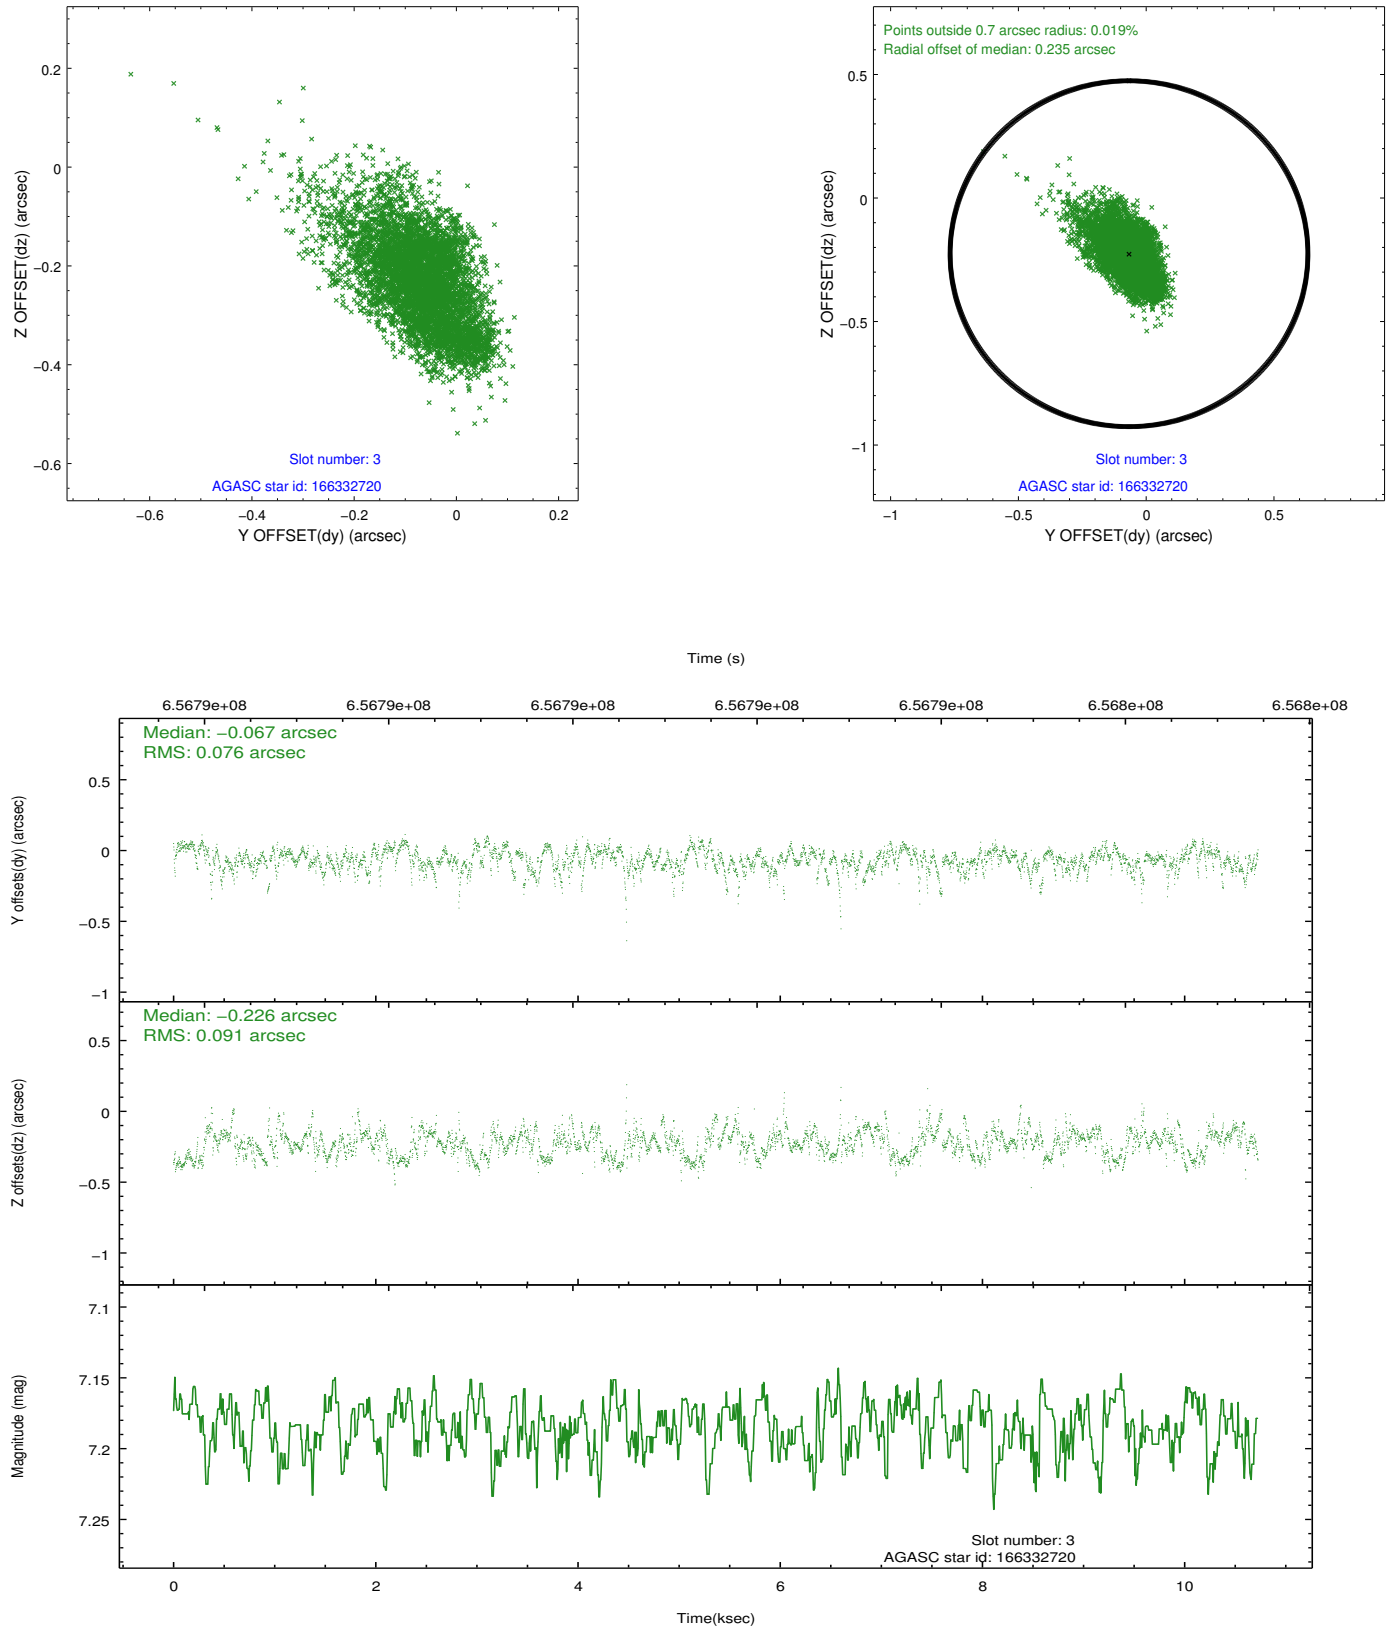 0.2
0
−0.2
−0.4
−0.6
Z OFFSET(dz) (arcsec)
Slot number: 3
AGASC star id: 166332720
−0.6
−0.4
−0.2
0
0.2
Y OFFSET(dy) (arcsec)
Points outside 0.7 arcsec radius: 0.019%
Radial offset of median: 0.235 arcsec
0.5
0
−0.5
−1
Z OFFSET(dz) (arcsec)
Slot number: 3
AGASC star id: 166332720
−1
−0.5
0
0.5
Y OFFSET(dy) (arcsec)
Time (s)
6.5679e+08
6.5679e+08
6.5679e+08
6.5679e+08
6.5679e+08
6.568e+08
6.568e+08
Median: −0.067 arcsec
RMS: 0.076 arcsec
0.5
0
−0.5
−1
Y offsets(dy) (arcsec)
Median: −0.226 arcsec
RMS: 0.091 arcsec
0.5
0
−0.5
−1
Z offsets(dz) (arcsec)
7.1
7.15
7.2
7.25
Magnitude (mag)
Slot number: 3
AGASC star id: 166332720
0
2
4
6
8
10
Time(ksec)